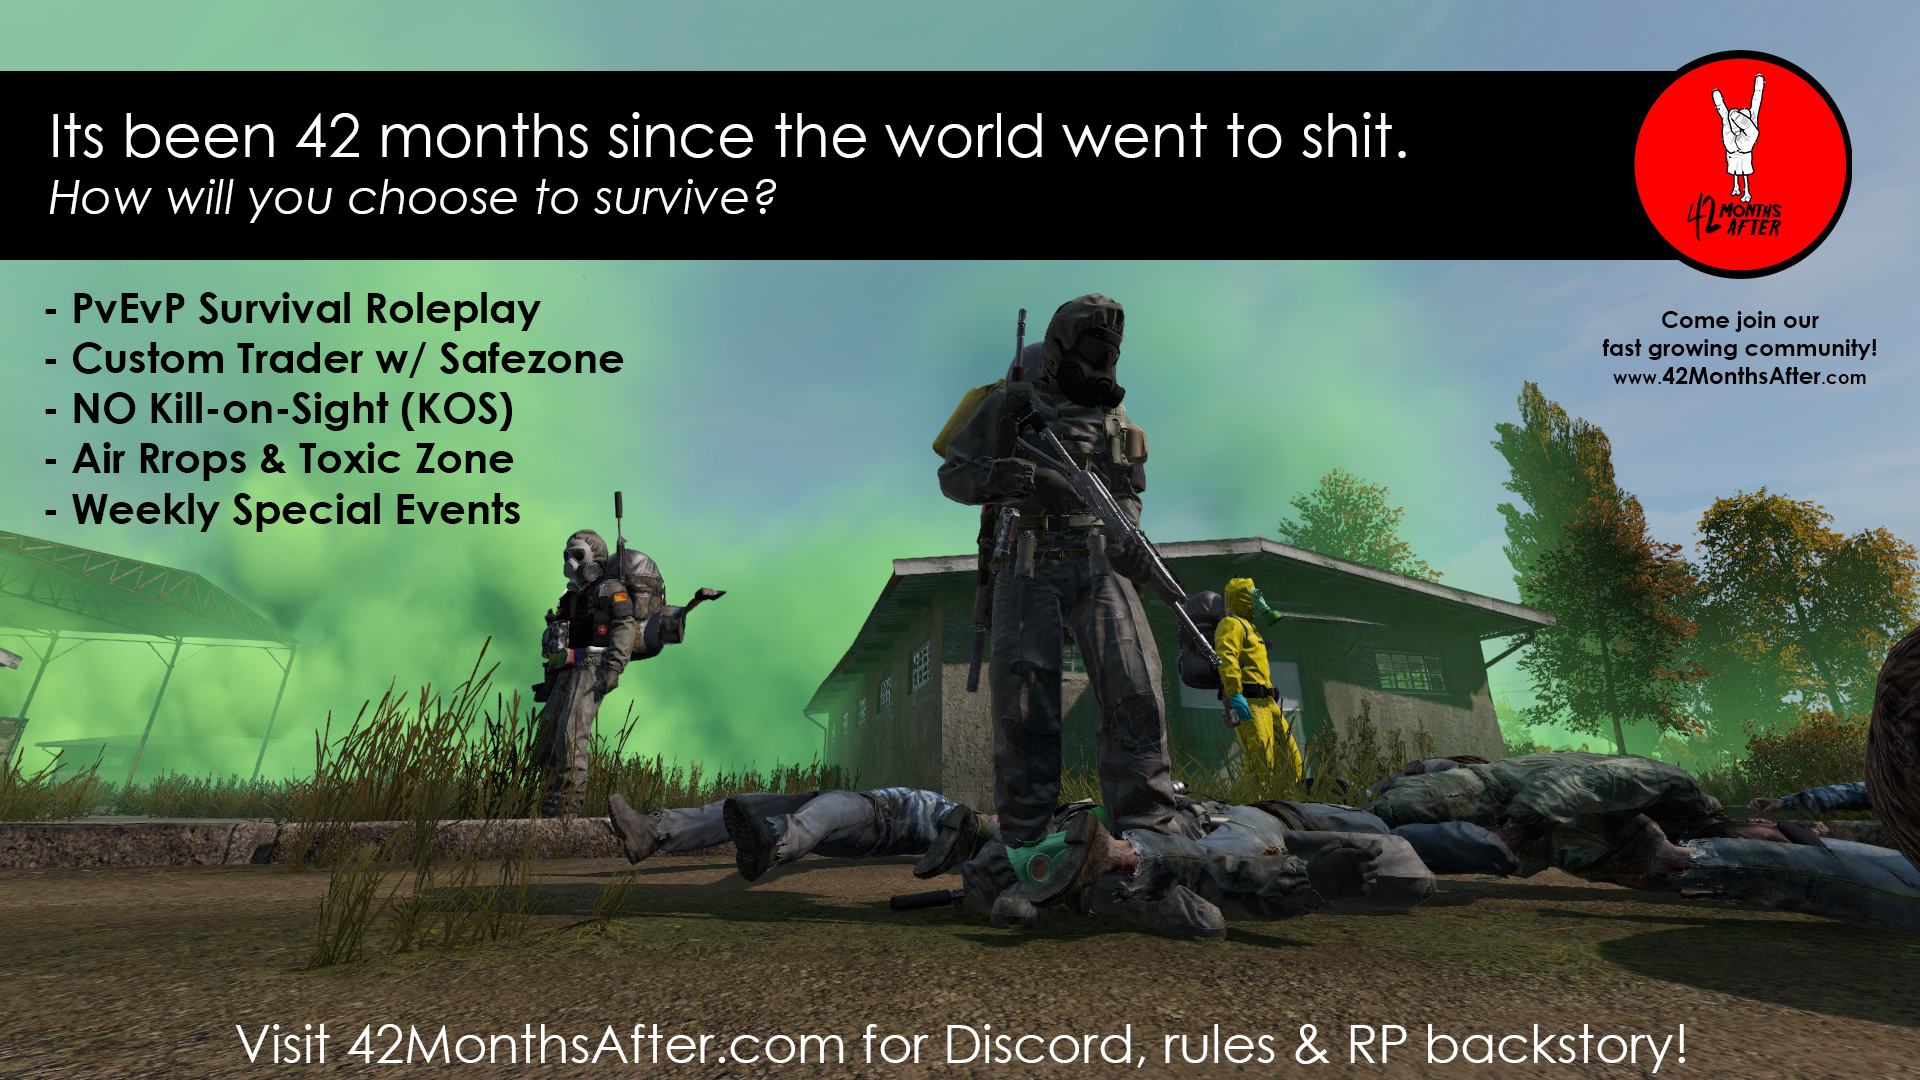 Its been 42 months since the world went to shit.
How will you choose to survive?
42 MONTHS
AFTER
- PvEvP Survival Roleplay
- Custom Trader w/ Safezone
- NO Kill-on-Sight (KOS)
- Air Rrops & Toxic Zone
- Weekly Special Events
Come join our
fast growing community!
www.42MonthsAfter.com
Visit 42MonthsAfter.com for Discord, rules & RP backstory!